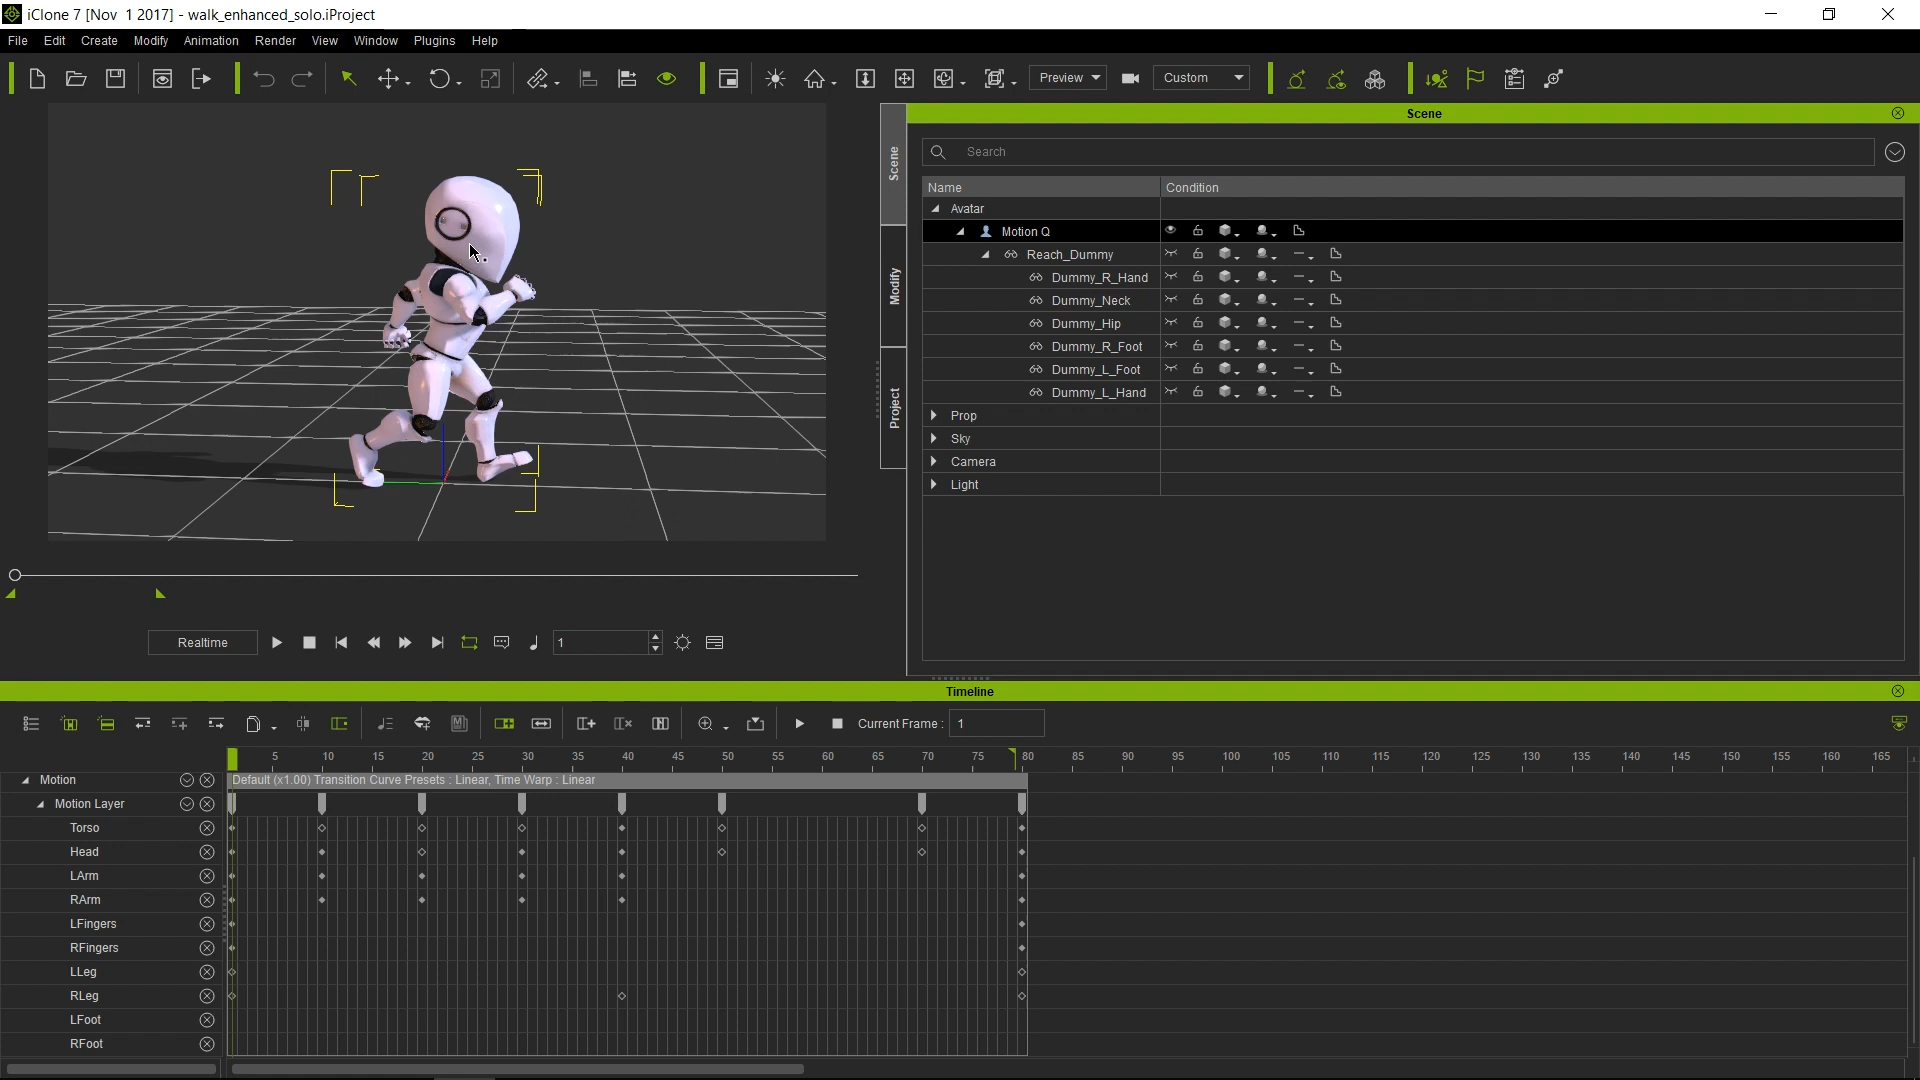 iClone 7 [Nov  1 2017] - walk_enhanced_solo.iProject
File Edit Create Modify Animation Render View Window Plugins Help
Preview Custom
Scene
Scene
Modify
Project
Search
Name Condition
Avatar
Motion Q
Reach_Dummy
Dummy_R_Hand
Dummy_Neck
Dummy_Hip
Dummy_R_Foot
Dummy_L_Foot
Dummy_L_Hand
Prop
Sky
Camera
Light
Realtime 1
Timeline
Current Frame : 1
5 10 15 20 25 30 35 40 45 50 55 60 65 70 75 80 85 90 95 100 105 110 115 120 125 130 135 140 145 150 155 160 165
Motion Default (x1.00) Transition Curve Presets : Linear, Time Warp : Linear
Motion Layer
Torso
Head
LArm
RArm
LFingers
RFingers
LLeg
RLeg
LFoot
RFoot